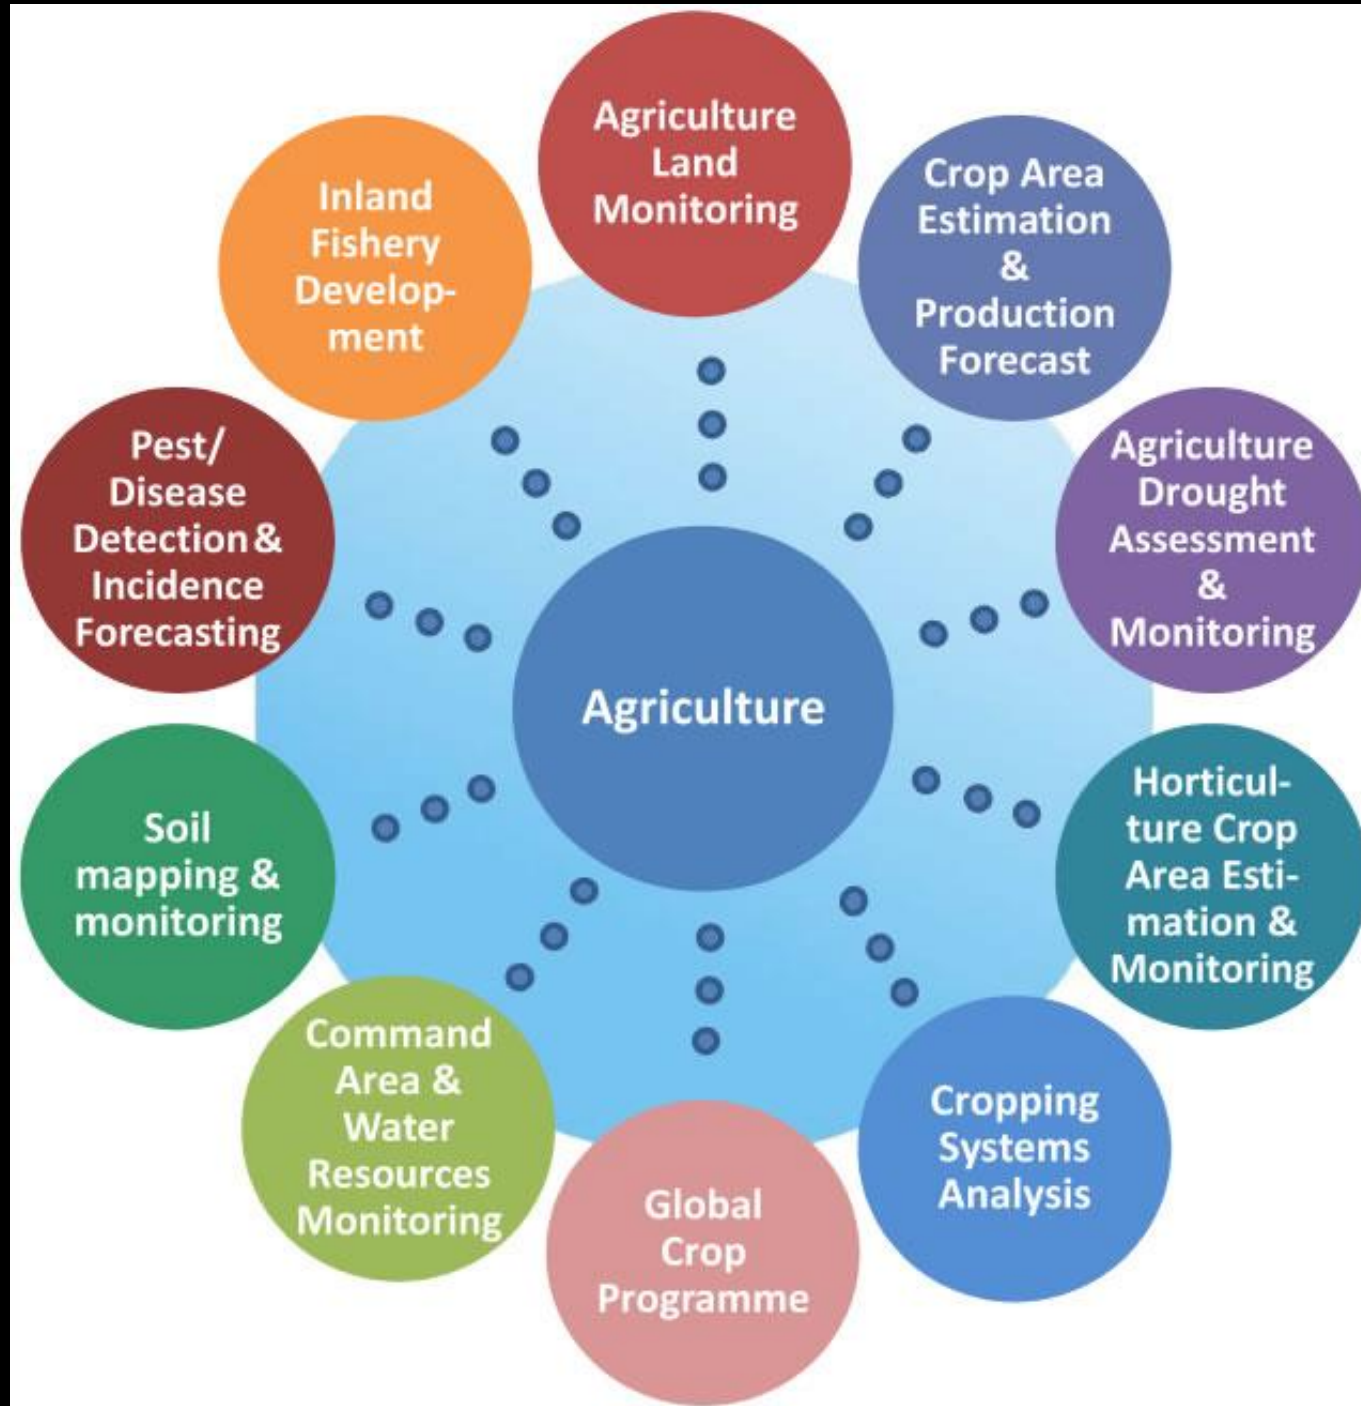 Agriculture
Land
Monitoring
Crop Area
Estimation
&
Production
Forecast
Agriculture
Drought
Assessment
&
Monitoring
Horticul-
ture Crop
Area Esti-
mation &
Monitoring
Cropping
Systems
Analysis
Global
Crop
Programme
Command
Area &
Water
Resources
Monitoring
Soil
mapping &
monitoring
Pest/
Disease
Detection &
Incidence
Forecasting
Inland
Fishery
Develop-
ment
Agriculture